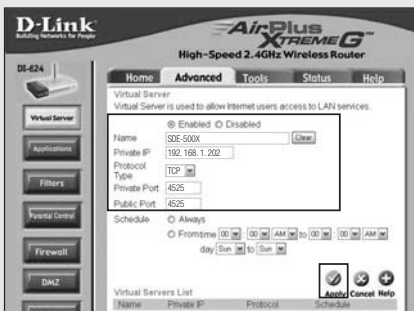 D-Link
Building Networks for People
AirPlus
XTREME G™
High-Speed 2.4GHz Wireless Router
DI-624
Home Advanced Tools Status Help
Virtual Server
Virtual Server is used to allow Internet users access to LAN services.
Virtual Server
Enabled Disabled
Name SDE-500X Clear
Applications
Private IP 192.168.1.202
Protocol
Type TCP
Filters
Private Port 4525
Public Port 4525
Parental Control
Schedule Always
From time 00 : 00 AM to 00 : 00 AM
day Sun to Sun
Firewall
DMZ
Apply Cancel Help
Virtual Servers List
Name Private IP Protocol Schedule